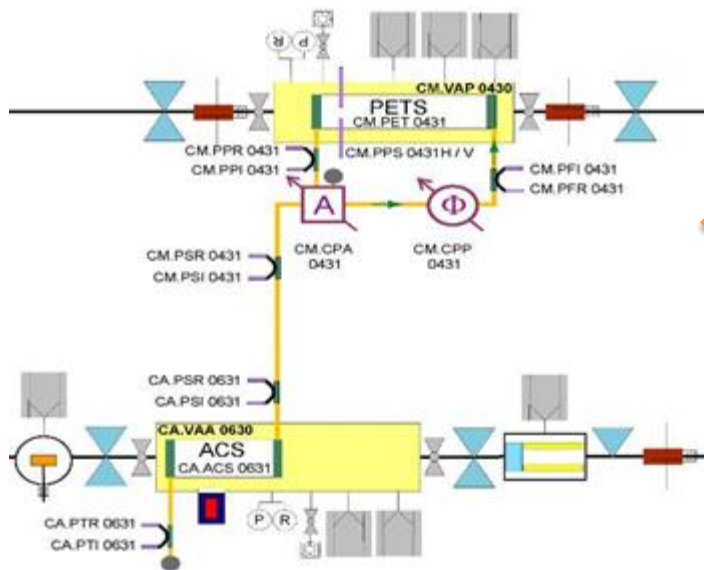 R
P
CM.VAP 0430
PETS
CM.PET 0431
CM.PPR 0431
CM.PPI 0431
CM.PPS 0431H / V
CM.PFI 0431
CM.PFR 0431
A
Φ
CM.CPA
0431
CM.CPP
0431
CM.PSR 0431
CM.PSI 0431
CA.PSR 0631
CA.PSI 0631
CA.VAA 0630
ACS
CA.ACS 0631
P R
CA.PTR 0631
CA.PTI 0631